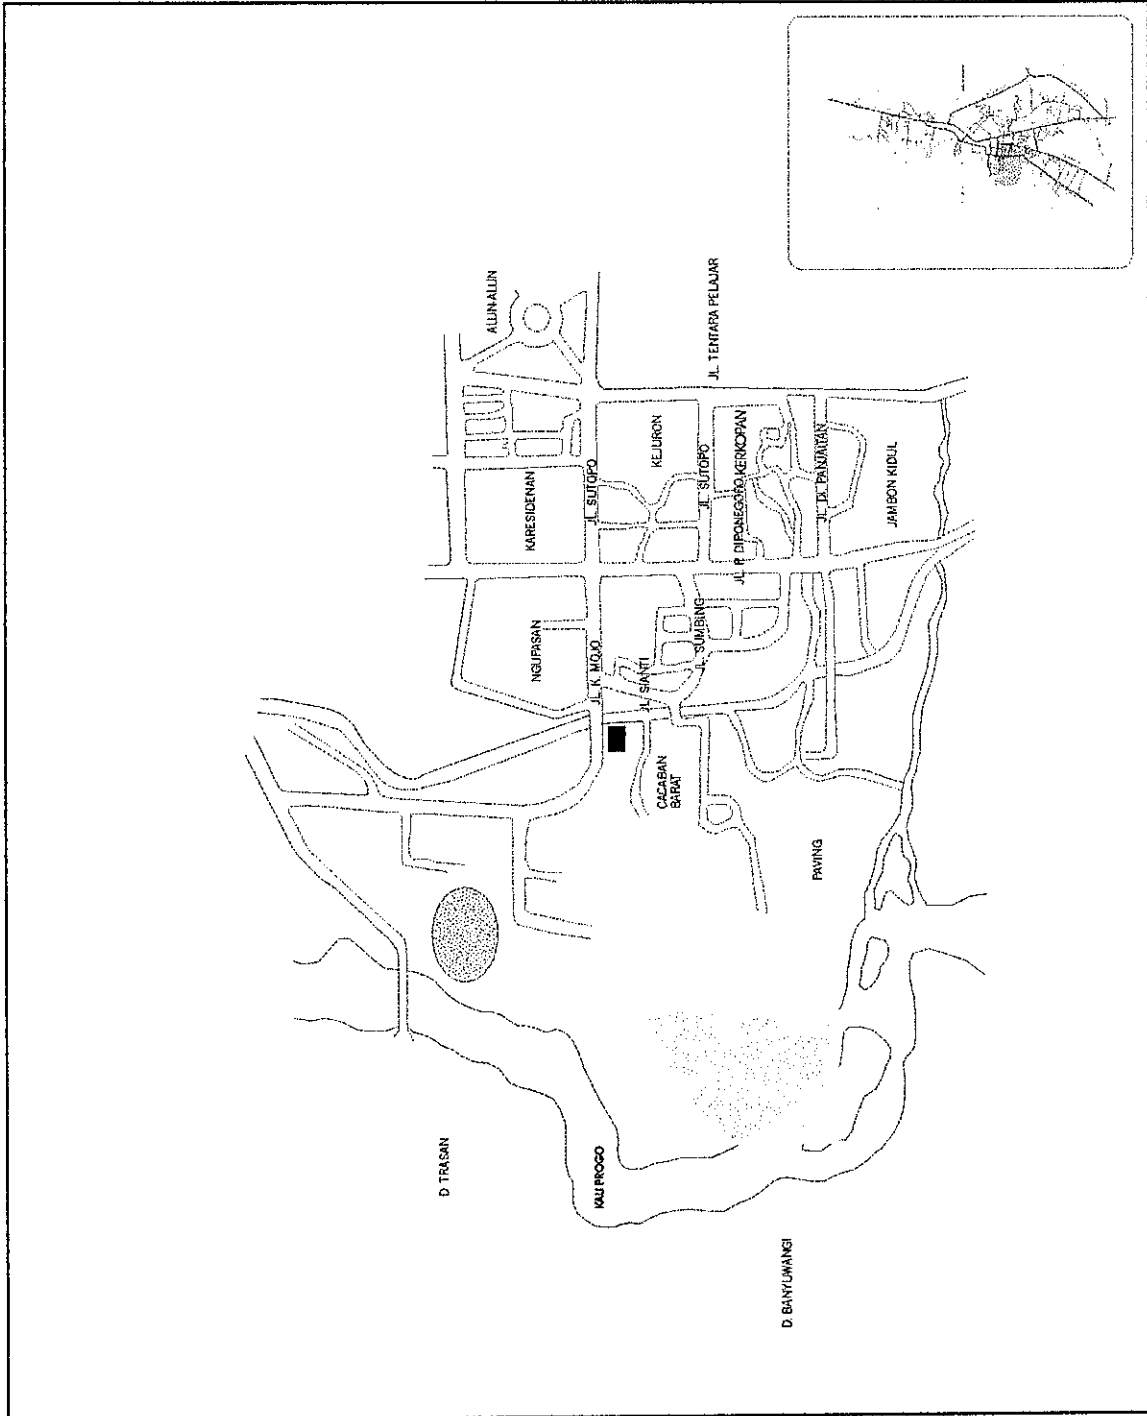 ALUN-ALUN
D. TRASAN
NGUPASAN
KARESIDENAN
KALI PROGO
JL. K. MOJO
JL. SUTOPO
JL. SIANTI
KEJURON
CACABAN
BARAT
JL. SUMBING
JL. SUTOPO
JL. TENTARA PELAJAR
JL. P. DIPONEGORO
KERKOPAN
D. BANYUWANGI
PAVING
JL. D.I. PANJAITAN
JAMBON KIDUL